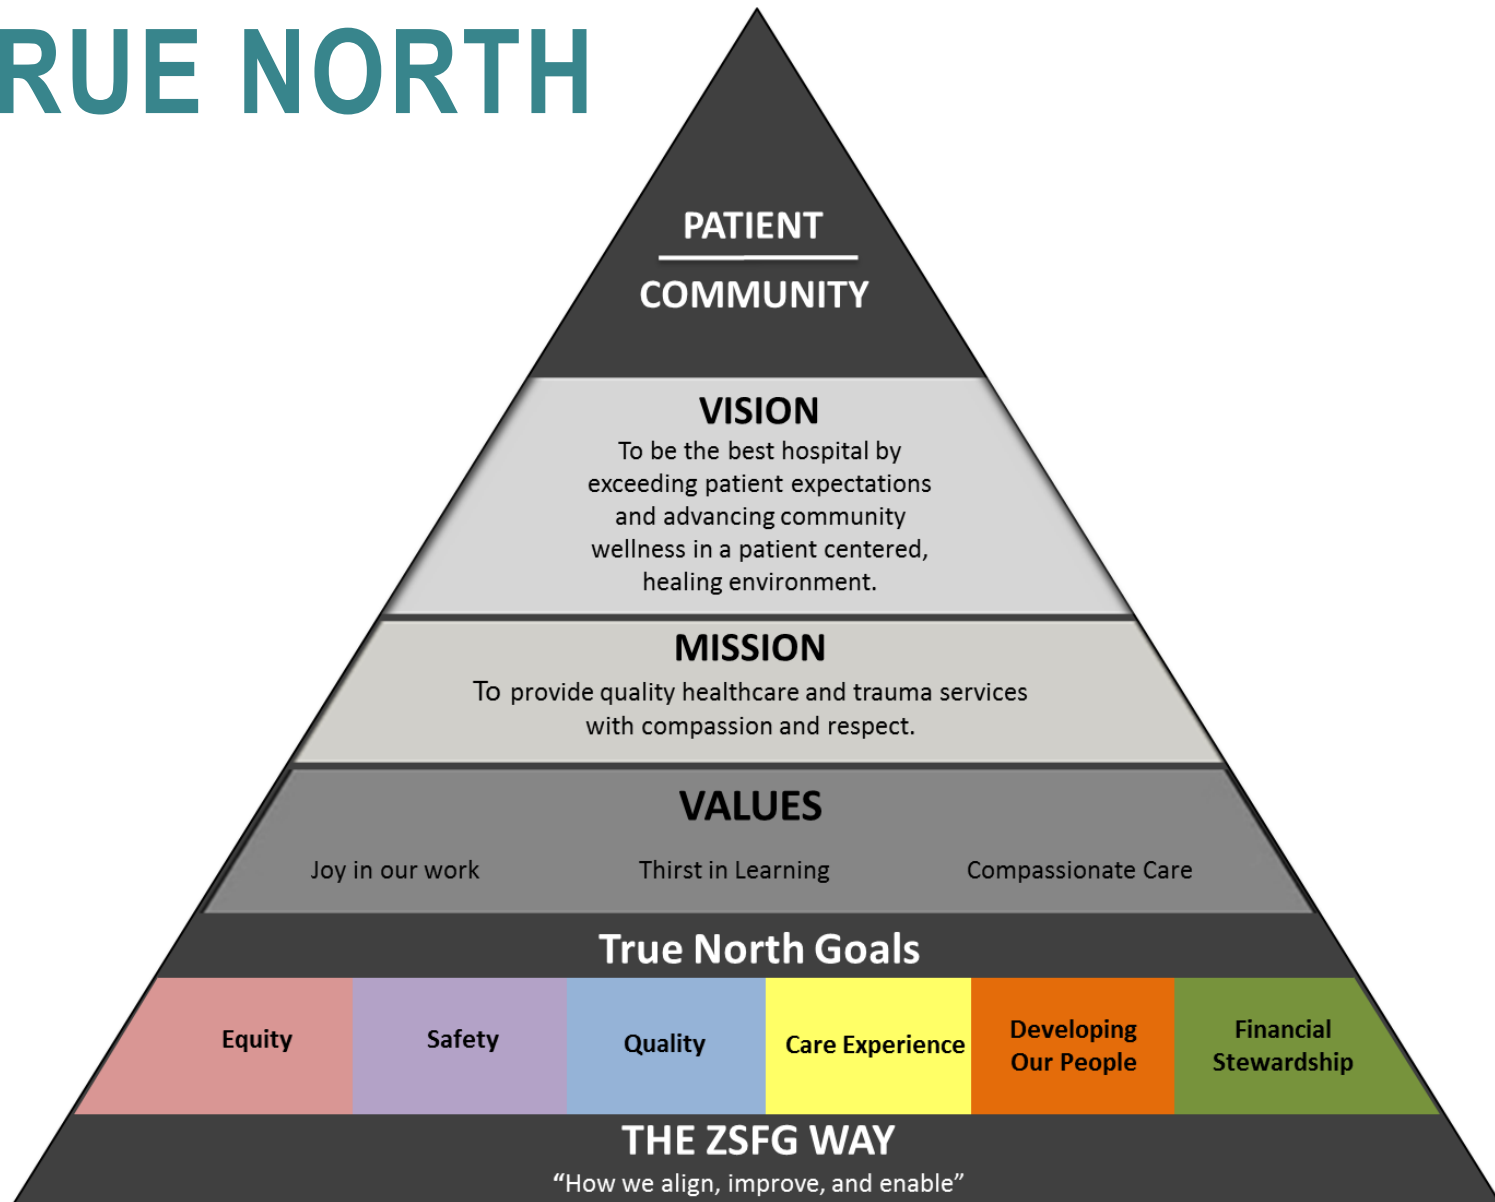 RUE NORTH
PATIENT
COMMUNITY
VISION
To be the best hospital by
exceeding patient expectations
and advancing community
wellness in a patient centered,
healing environment.
MISSION
To provide quality healthcare and trauma services
with compassion and respect.
VALUES
Joy in our work
Thirst in Learning
Compassionate Care
True North Goals
Equity
Safety
Quality
Care Experience
Developing
Our People
Financial
Stewardship
THE ZSFG WAY
“How we align, improve, and enable”